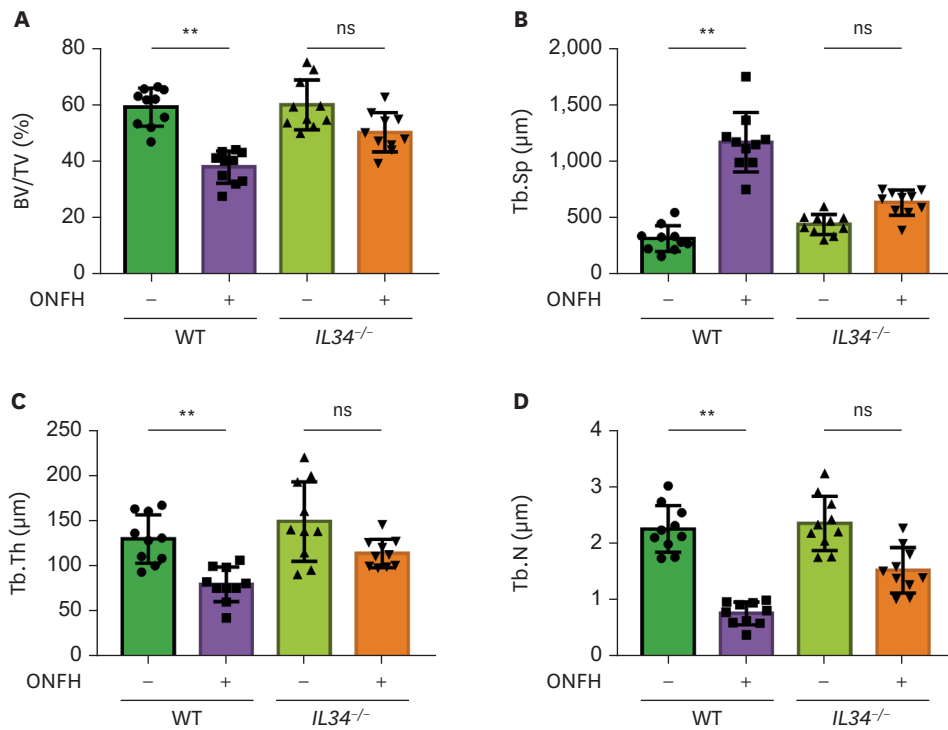 A
BV/TV (%)
80
60
40
20
0
**
ns
ONFH − + − +
WT IL34⁻/⁻
B
Tb.Sp (μm)
2,000
1,500
1,000
500
0
**
ns
ONFH − + − +
WT IL34⁻/⁻
C
Tb.Th (μm)
250
200
150
100
50
0
**
ns
ONFH − + − +
WT IL34⁻/⁻
D
Tb.N (μm)
4
3
2
1
0
**
ns
ONFH − + − +
WT IL34⁻/⁻